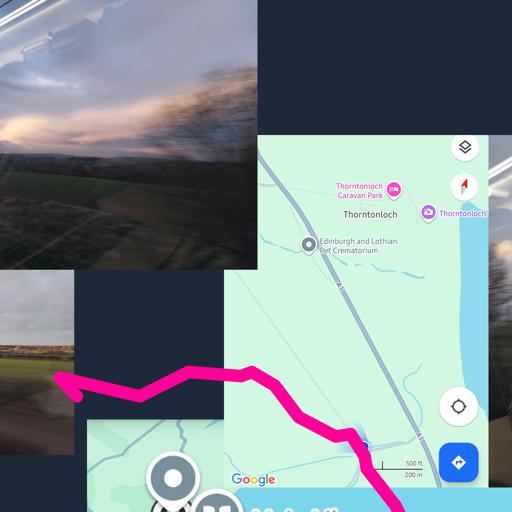 Thorntonloch
Caravan Park
Thorntonloch
Thorntonloch
Edinburgh and Lothian
Pet Crematorium
A1
A1
500 ft
200 m
Google